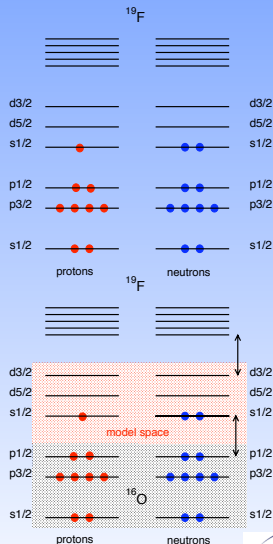 19F
d3/2 d3/2
d5/2 d5/2
s1/2 s1/2
p1/2 p1/2
p3/2 p3/2
s1/2 s1/2
protons neutrons
19F
d3/2 d3/2
d5/2 d5/2
s1/2 s1/2
model space
p1/2 p1/2
p3/2 p3/2
16O
s1/2 s1/2
protons neutrons